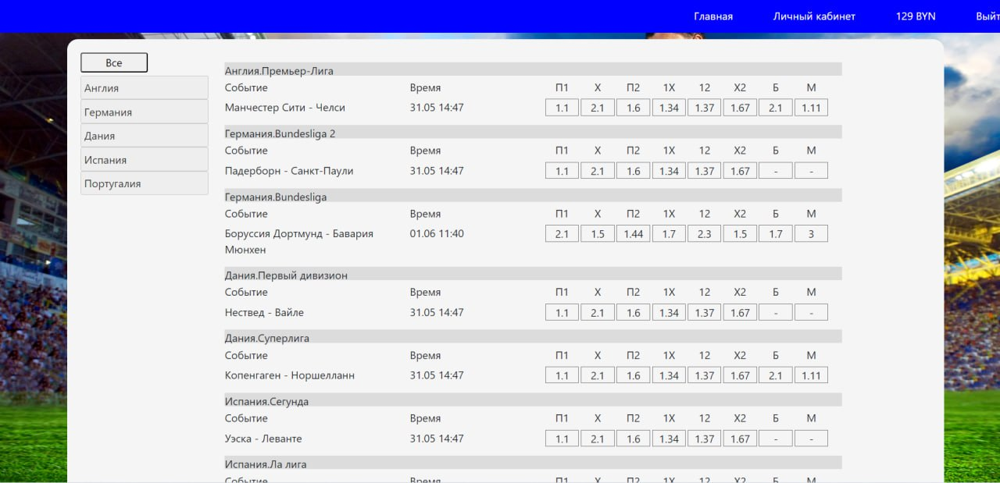 Главная Личный кабинет 129 BYN Выйт
Все
Англия
Германия
Дания
Испания
Португалия
Англия.Премьер-Лига
Событие Время П1 X П2 1X 12 X2 Б М
Манчестер Сити - Челси 31.05 14:47 1.1 2.1 1.6 1.34 1.37 1.67 2.1 1.11
Германия.Bundesliga 2
Событие Время П1 X П2 1X 12 X2 Б М
Падерборн - Санкт-Паули 31.05 14:47 1.1 2.1 1.6 1.34 1.37 1.67 - -
Германия.Bundesliga
Событие Время П1 X П2 1X 12 X2 Б М
Боруссия Дортмунд - Бавария 01.06 11:40 2.1 1.5 1.44 1.7 2.3 1.5 1.7 3
Мюнхен
Дания.Первый дивизион
Событие Время П1 X П2 1X 12 X2 Б М
Нествед - Вайле 31.05 14:47 1.1 2.1 1.6 1.34 1.37 1.67 - -
Дания.Суперлига
Событие Время П1 X П2 1X 12 X2 Б М
Копенгаген - Норшелланн 31.05 14:47 1.1 2.1 1.6 1.34 1.37 1.67 2.1 1.11
Испания.Сегунда
Событие Время П1 X П2 1X 12 X2 Б М
Уэска - Леванте 31.05 14:47 1.1 2.1 1.6 1.34 1.37 1.67 - -
Испания.Ла лига
Событие Время П1 X П2 1X 12 X2 Б М